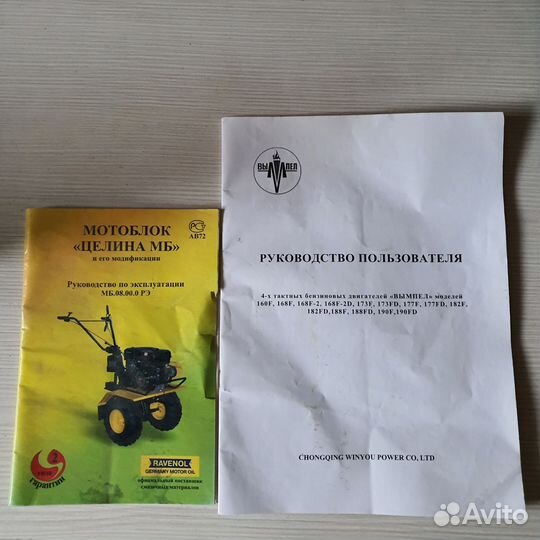 МОТОБЛОК
«ЦЕЛИНА МБ»
и его модификации
РСТ
АВ72
Руководство по эксплуатации
МБ.08.00.0 РЭ
гарантии
RAVENOL
GERMANY MOTOR OIL
официальный поставщик
смазочных материалов
ВЫМПЕЛ
РУКОВОДСТВО ПОЛЬЗОВАТЕЛЯ
4-х тактных бензиновых двигателей «ВЫМПЕЛ» моделей
160F, 168F, 168F-2, 168F-2D, 173F, 173FD, 177F, 177FD, 182F,
182FD,188F, 188FD, 190F,190FD
CHONGQING WINYOU POWER CO, LTD
Avito